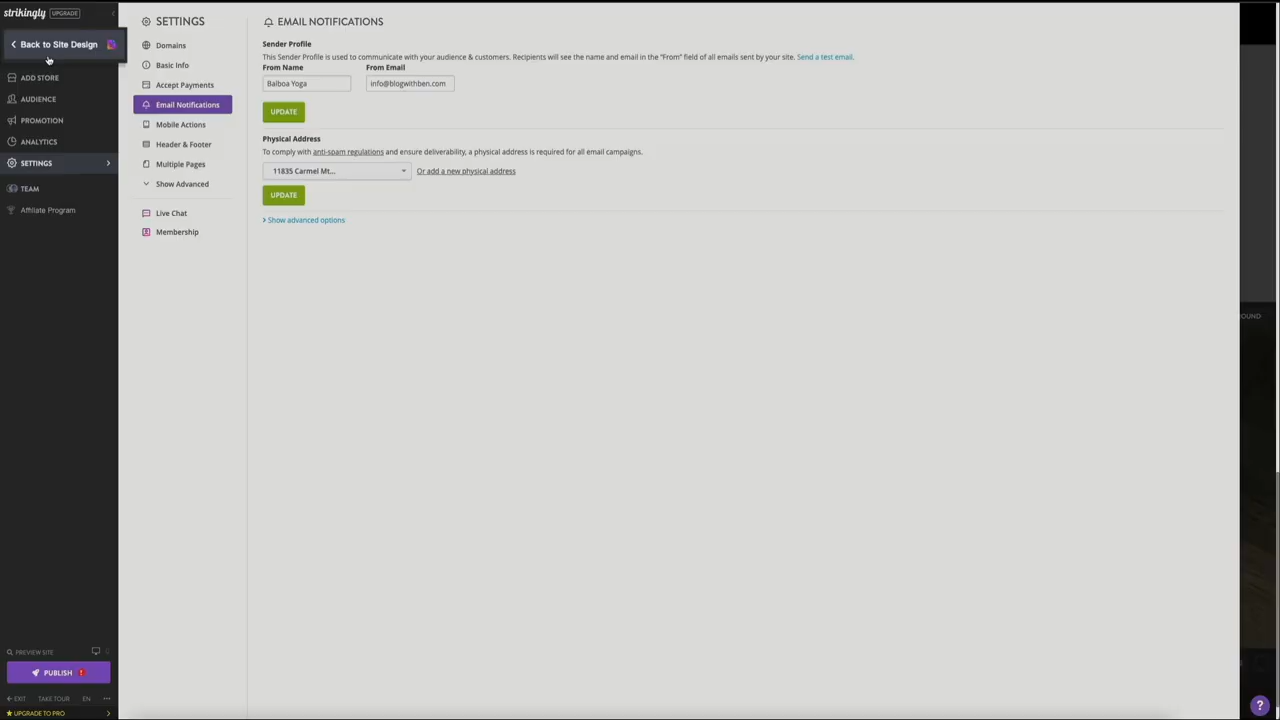 strikingly UPGRADE
Back to Site Design
ADD STORE
AUDIENCE
PROMOTION
ANALYTICS
SETTINGS
TEAM
Affiliate Program
PREVIEW SITE
PUBLISH !
EXIT TAKE TOUR EN ...
UPGRADE TO PRO
SETTINGS
Domains
Basic Info
Accept Payments
Email Notifications
Mobile Actions
Header & Footer
Multiple Pages
Show Advanced
Live Chat
Membership
EMAIL NOTIFICATIONS
Sender Profile
This Sender Profile is used to communicate with your audience & customers. Recipients will see the name and email in the "From" field of all emails sent by your site. Send a test email.
From Name From Email
Balboa Yoga info@blogwithben.com
UPDATE
Physical Address
To comply with anti-spam regulations and ensure deliverability, a physical address is required for all email campaigns.
11835 Carmel Mt... Or add a new physical address
UPDATE
Show advanced options
OUND
?